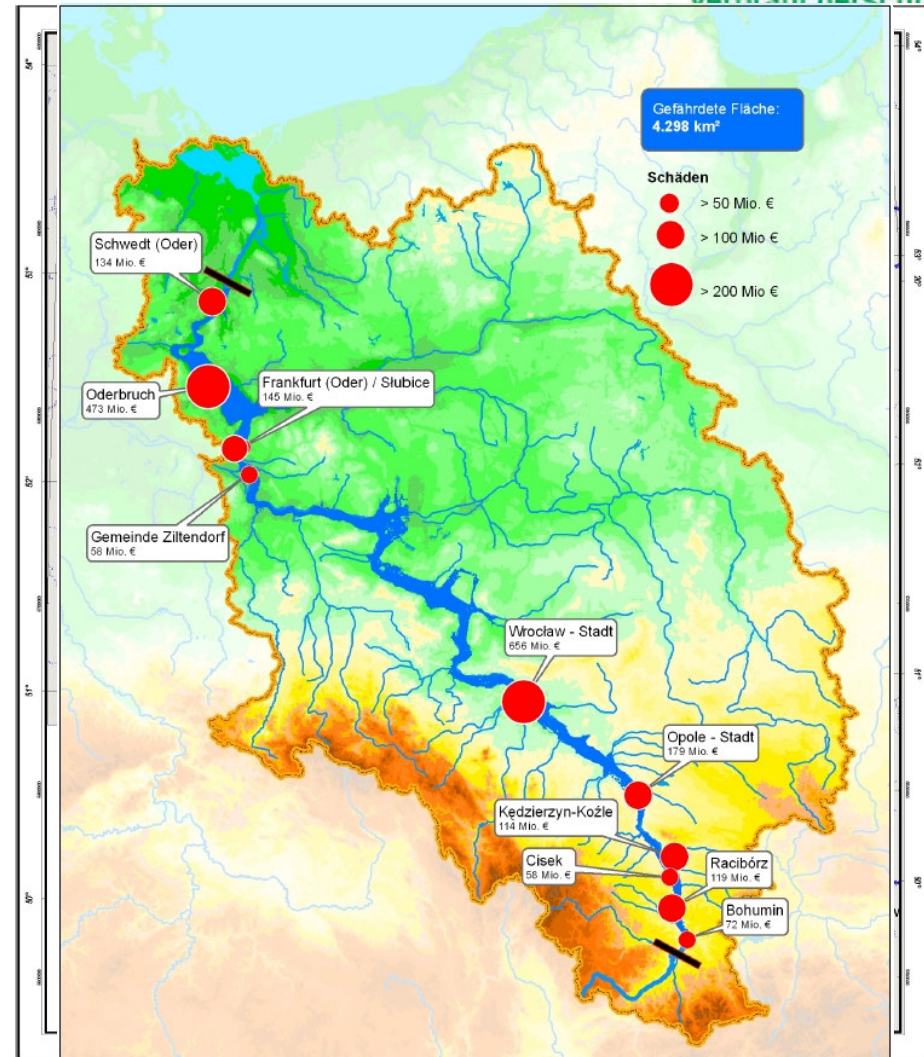 Gefährdete Fläche:
4.298 km²
Schäden
> 50 Mio. €
> 100 Mio €
> 200 Mio €
Schwedt (Oder)
134 Mio. €
Oderbruch
473 Mio. €
Frankfurt (Oder) / Słubice
145 Mio. €
Gemeinde Ziltendorf
58 Mio. €
Wrocław - Stadt
656 Mio. €
Opole - Stadt
179 Mio. €
Kędzierzyn-Koźle
114 Mio. €
Cisek
58 Mio. €
Racibórz
119 Mio. €
Bohumin
72 Mio. €